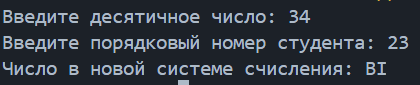 Введите десятичное число: 34
Введите порядковый номер студента: 23
Число в новой системе счисления: BI